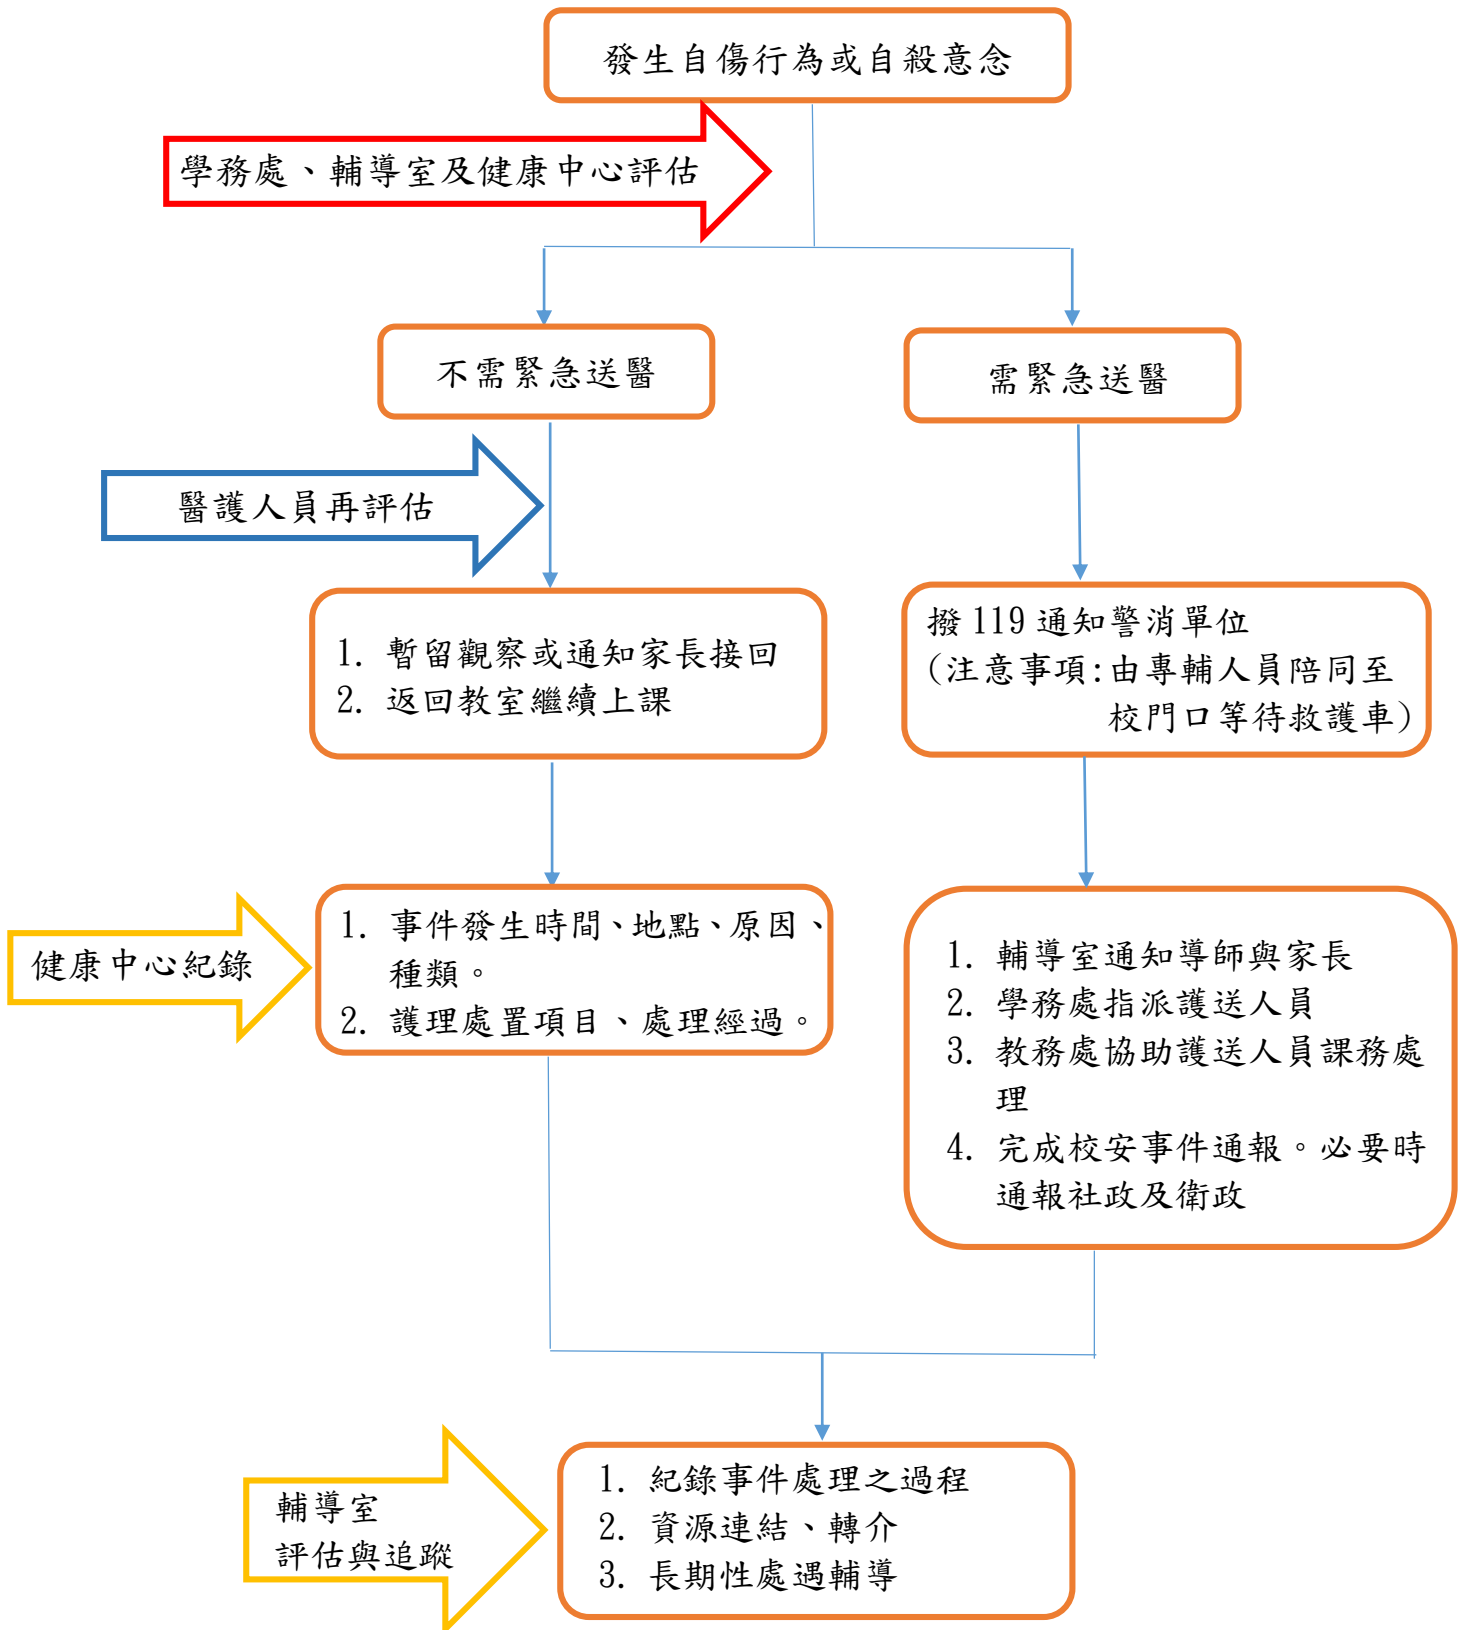 發生自傷行為或自殺意念
學務處、輔導室及健康中心評估
不需緊急送醫
需緊急送醫
醫護人員再評估
1. 暫留觀察或通知家長接回
2. 返回教室繼續上課
撥 119 通知警消單位
(注意事項:由專輔人員陪同至
校門口等待救護車)
健康中心紀錄
1. 事件發生時間、地點、原因、
種類。
2. 護理處置項目、處理經過。
1. 輔導室通知導師與家長
2. 學務處指派護送人員
3. 教務處協助護送人員課務處
理
4. 完成校安事件通報。必要時
通報社政及衛政
輔導室
評估與追蹤
1. 紀錄事件處理之過程
2. 資源連結、轉介
3. 長期性處遇輔導